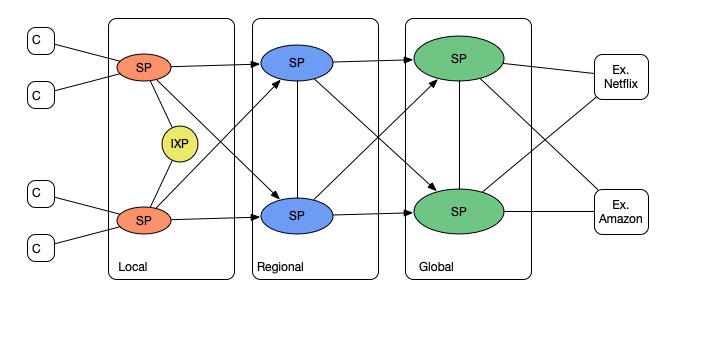 C
SP
SP
SP
Ex.
Netflix
C
IXP
C
SP
SP
SP
Ex.
Amazon
C
Local
Regional
Global